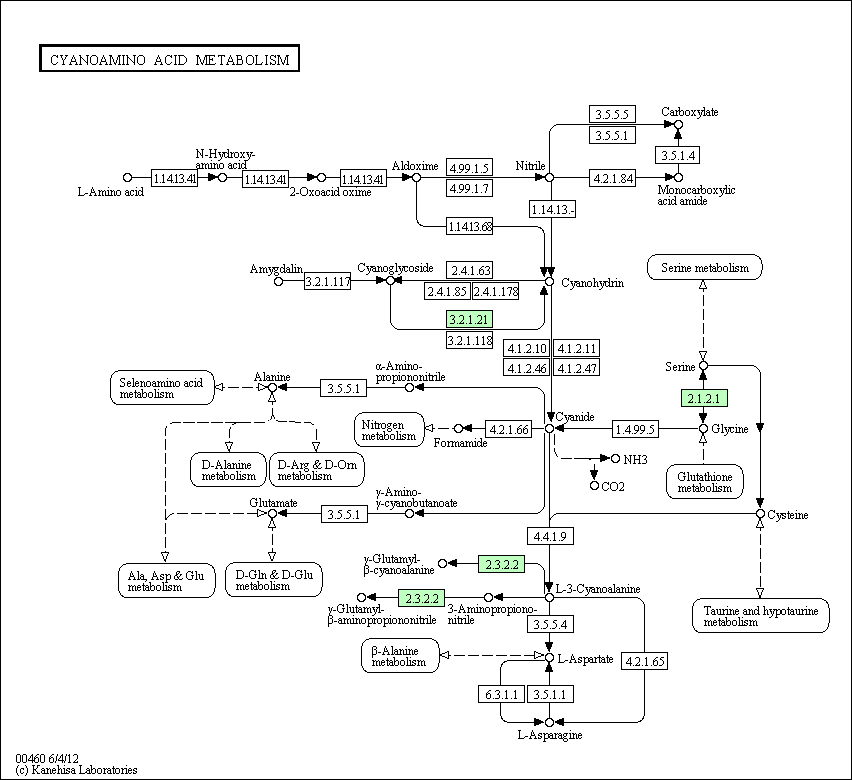 CYANOAMINO ACID METABOLISM
3.5.5.5
Carboxylate
3.5.5.1
N-Hydroxy-
amino acid
Aldoxime
4.99.1.5
Nitrile
3.5.1.4
1.14.13.41
1.14.13.41
1.14.13.41
4.2.1.84
L-Amino acid
2-Oxoacid oxime
4.99.1.7
Monocarboxylic
acid amide
1.14.13.-
1.14.13.68
Amygdalin
Cyanoglycoside
2.4.1.63
Serine metabolism
3.2.1.117
Cyanohydrin
2.4.1.85
2.4.1.178
3.2.1.21
3.2.1.118
4.1.2.10
4.1.2.11
4.1.2.46
4.1.2.47
Serine
α-Amino-
propiononitrile
Selenoamino acid
metabolism
Alanine
3.5.5.1
2.1.2.1
Nitrogen
metabolism
Formamide
4.2.1.66
Cyanide
1.4.99.5
Glycine
D-Alanine
metabolism
D-Arg & D-Orn
metabolism
NH3
CO2
Glutathione
metabolism
Glutamate
γ-Amino-
γ-cyanobutanoate
3.5.5.1
Cysteine
4.4.1.9
Ala, Asp & Glu
metabolism
D-Gln & D-Glu
metabolism
γ-Glutamyl-
β-cyanoalanine
2.3.2.2
L-3-Cyanoalanine
2.3.2.2
γ-Glutamyl-
β-aminopropiononitrile
3-Aminopropiono-
nitrile
Taurine and hypotaurine
metabolism
3.5.5.4
β-Alanine
metabolism
L-Aspartate
4.2.1.65
6.3.1.1
3.5.1.1
L-Asparagine
00460 6/4/12
(c) Kanehisa Laboratories